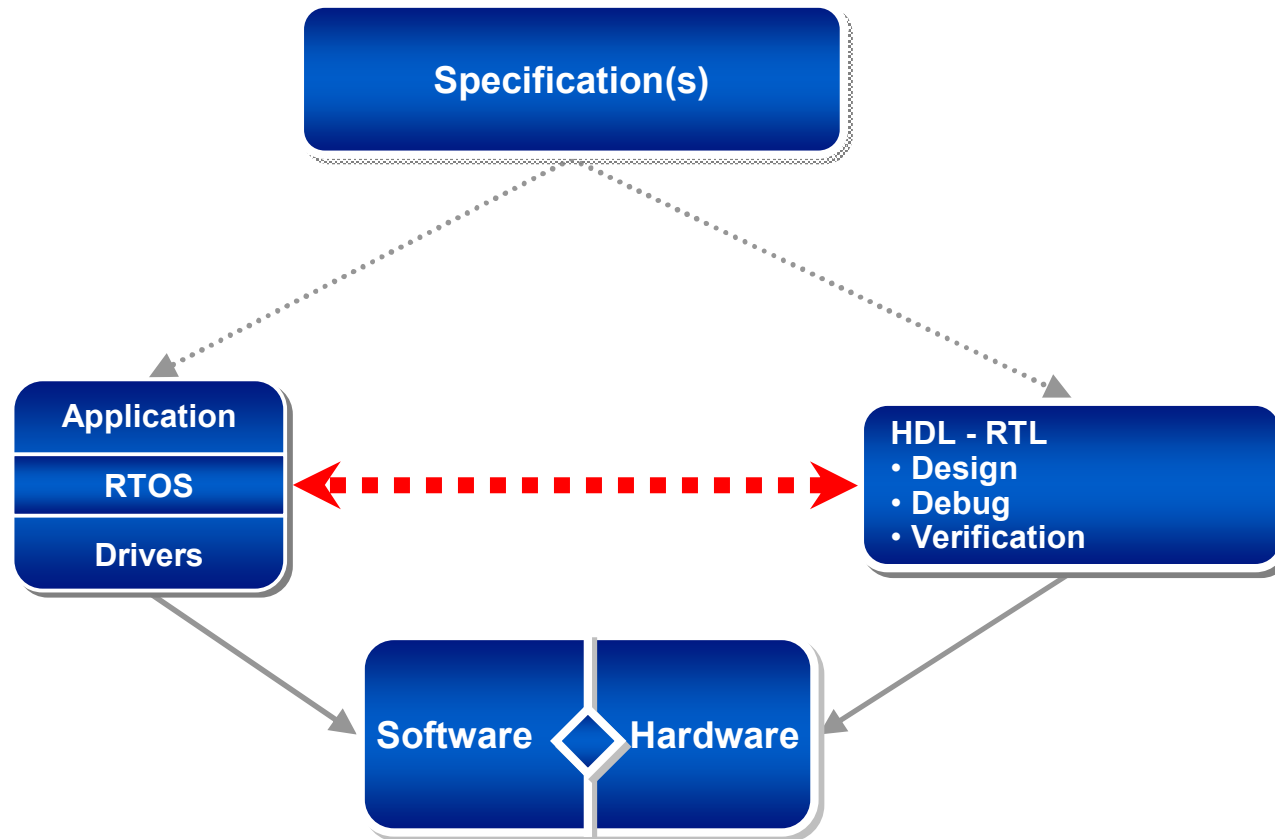 Specification(s)
Application
RTOS
Drivers
HDL - RTL
• Design
• Debug
• Verification
Software
Hardware